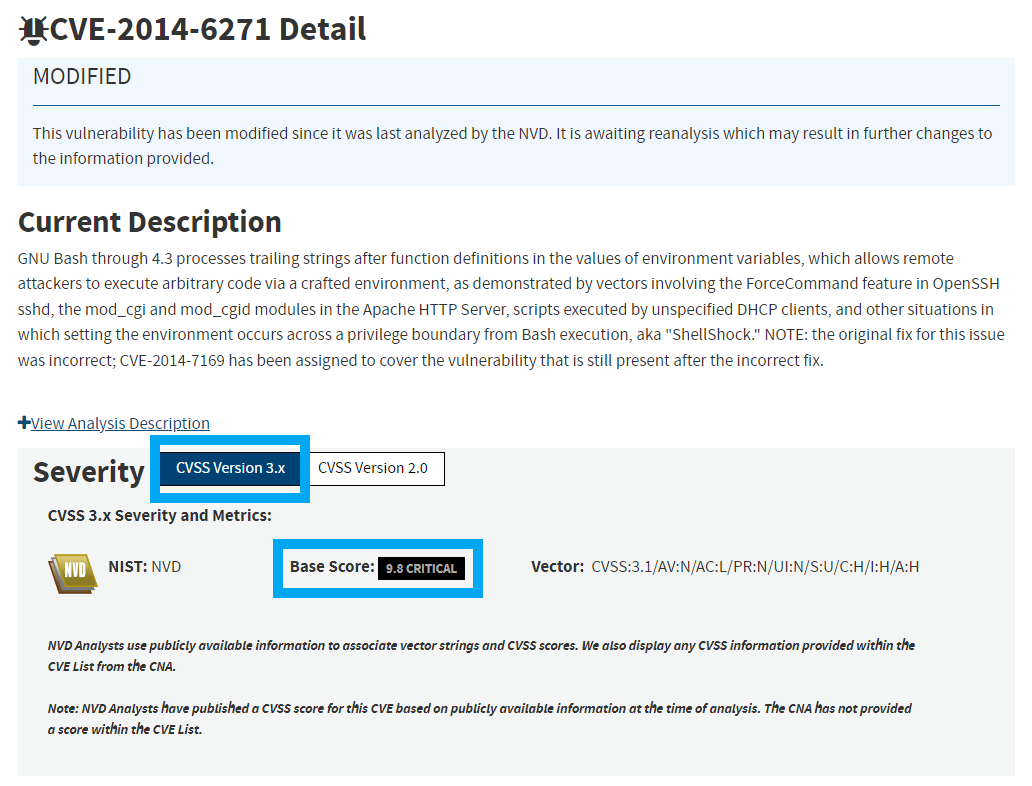 CVE-2014-6271 Detail
MODIFIED
This vulnerability has been modified since it was last analyzed by the NVD. It is awaiting reanalysis which may result in further changes to
the information provided.
Current Description
GNU Bash through 4.3 processes trailing strings after function definitions in the values of environment variables, which allows remote
attackers to execute arbitrary code via a crafted environment, as demonstrated by vectors involving the ForceCommand feature in OpenSSH
sshd, the mod_cgi and mod_cgid modules in the Apache HTTP Server, scripts executed by unspecified DHCP clients, and other situations in
which setting the environment occurs across a privilege boundary from Bash execution, aka "ShellShock." NOTE: the original fix for this issue
was incorrect; CVE-2014-7169 has been assigned to cover the vulnerability that is still present after the incorrect fix.
View Analysis Description
Severity CVSS Version 3.x CVSS Version 2.0
CVSS 3.x Severity and Metrics:
NVD NIST: NVD Base Score: 9.8 CRITICAL Vector: CVSS:3.1/AV:N/AC:L/PR:N/UI:N/S:U/C:H/I:H/A:H
NVD Analysts use publicly available information to associate vector strings and CVSS scores. We also display any CVSS information provided within the
CVE List from the CNA.
Note: NVD Analysts have published a CVSS score for this CVE based on publicly available information at the time of analysis. The CNA has not provided
a score within the CVE List.